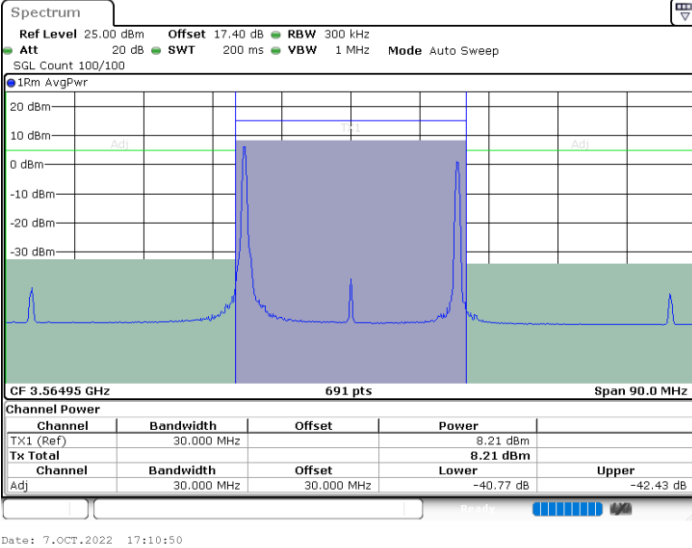 Spectrum
Ref Level 25.00 dBm Offset 17.40 dB RBW 300 kHz
Att 20 dB SWT 200 ms VBW 1 MHz Mode Auto Sweep
SGL Count 100/100
1Rm AvgPwr
20 dBm
10 dBm
TX1
Adj Adj
0 dBm
-10 dBm
-20 dBm
-30 dBm
CF 3.56495 GHz 691 pts Span 90.0 MHz
Channel Power
Channel Bandwidth Offset Power
TX1 (Ref) 30.000 MHz 8.21 dBm
Tx Total 8.21 dBm
Channel Bandwidth Offset Lower Upper
Adj 30.000 MHz 30.000 MHz -40.77 dB -42.43 dB
Ready
Date: 7.OCT.2022 17:10:50